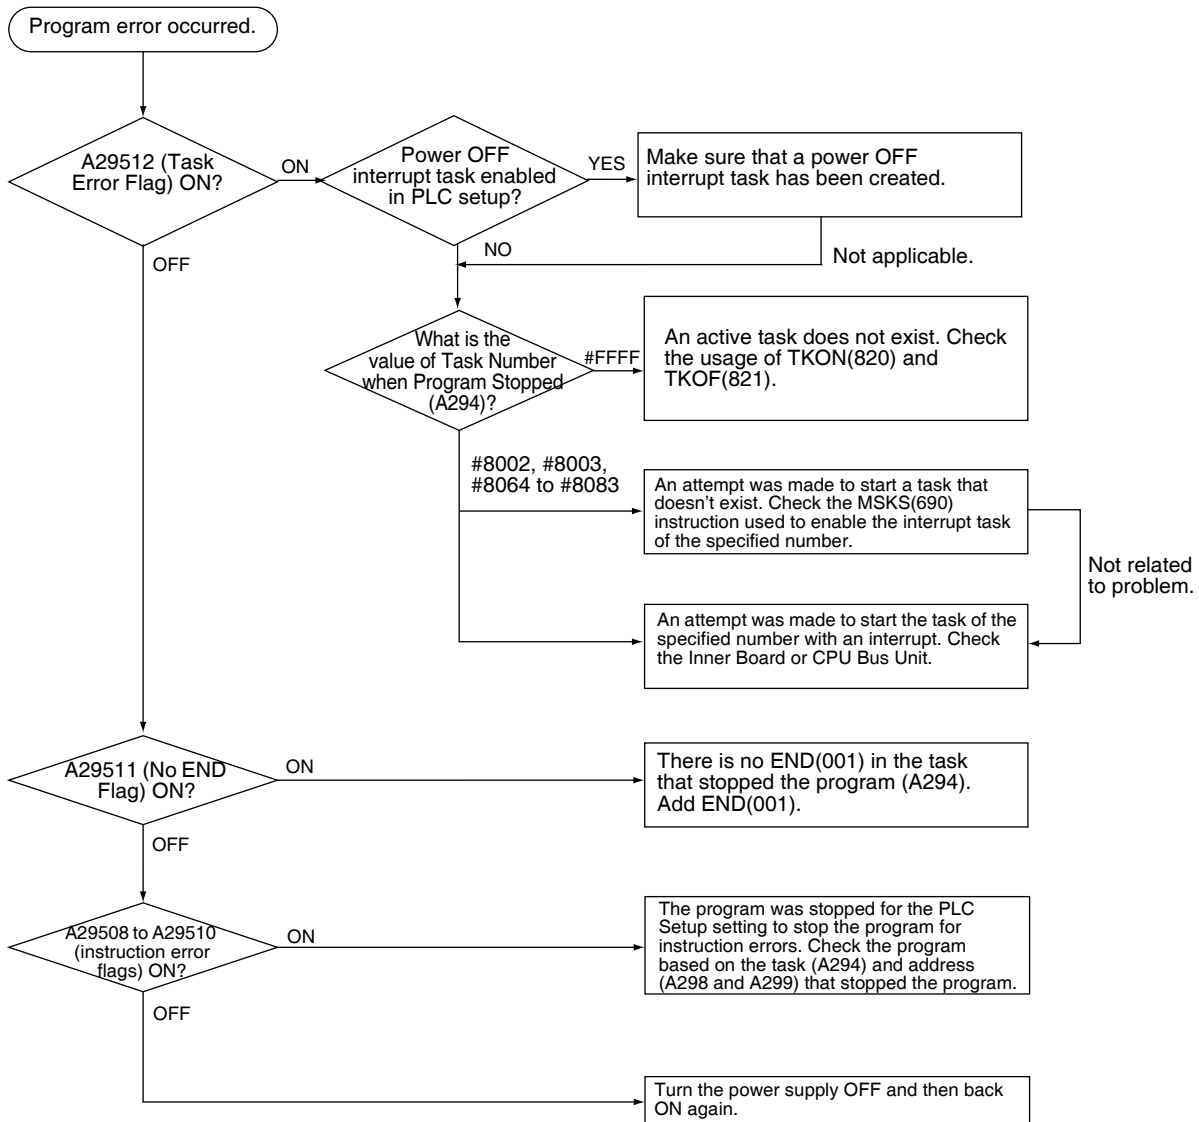 Program error occurred.
A29512 (Task
Error Flag) ON?
ON
Power OFF
interrupt task enabled
in PLC setup?
YES
Make sure that a power OFF
interrupt task has been created.
OFF
NO
Not applicable.
What is the
value of Task Number
when Program Stopped
(A294)?
#FFFF
An active task does not exist. Check
the usage of TKON(820) and
TKOF(821).
#8002, #8003,
#8064 to #8083
An attempt was made to start a task that
doesn't exist. Check the MSKS(690)
instruction used to enable the interrupt task
of the specified number.
Not related
to problem.
An attempt was made to start the task of the
specified number with an interrupt. Check
the Inner Board or CPU Bus Unit.
A29511 (No END
Flag) ON?
ON
There is no END(001) in the task
that stopped the program (A294).
Add END(001).
OFF
A29508 to A29510
(instruction error
flags) ON?
ON
The program was stopped for the PLC
Setup setting to stop the program for
instruction errors. Check the program
based on the task (A294) and address
(A298 and A299) that stopped the program.
OFF
Turn the power supply OFF and then back
ON again.